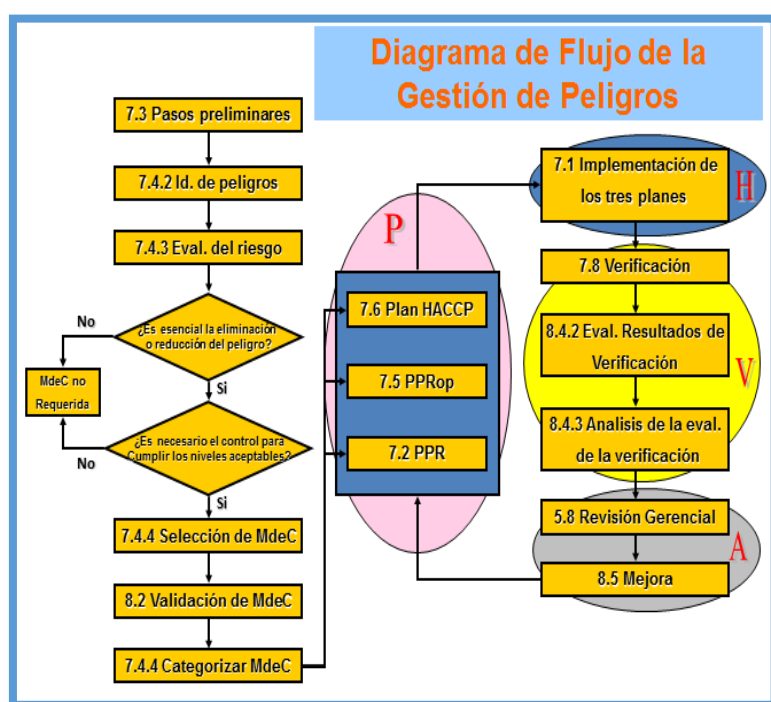 Diagrama de Flujo de la
Gestión de Peligros
7.3 Pasos preliminares
7.4.2 Id. de peligros
7.4.3 Eval. del riesgo
¿Es esencial la eliminación
o reducción del peligro?
No
Si
MdeC no
Requerida
¿Es necesario el control para
Cumplir los niveles aceptables?
No
Si
7.4.4 Selección de MdeC
8.2 Validación de MdeC
7.4.4 Categorizar MdeC
P
7.6 Plan HACCP
7.5 PPRop
7.2 PPR
7.1 Implementación de
los tres planes
H
7.8 Verificación
8.4.2 Eval. Resultados de
Verificación
V
8.4.3 Analisis de la eval.
de la verificación
5.8 Revisión Gerencial
A
8.5 Mejora